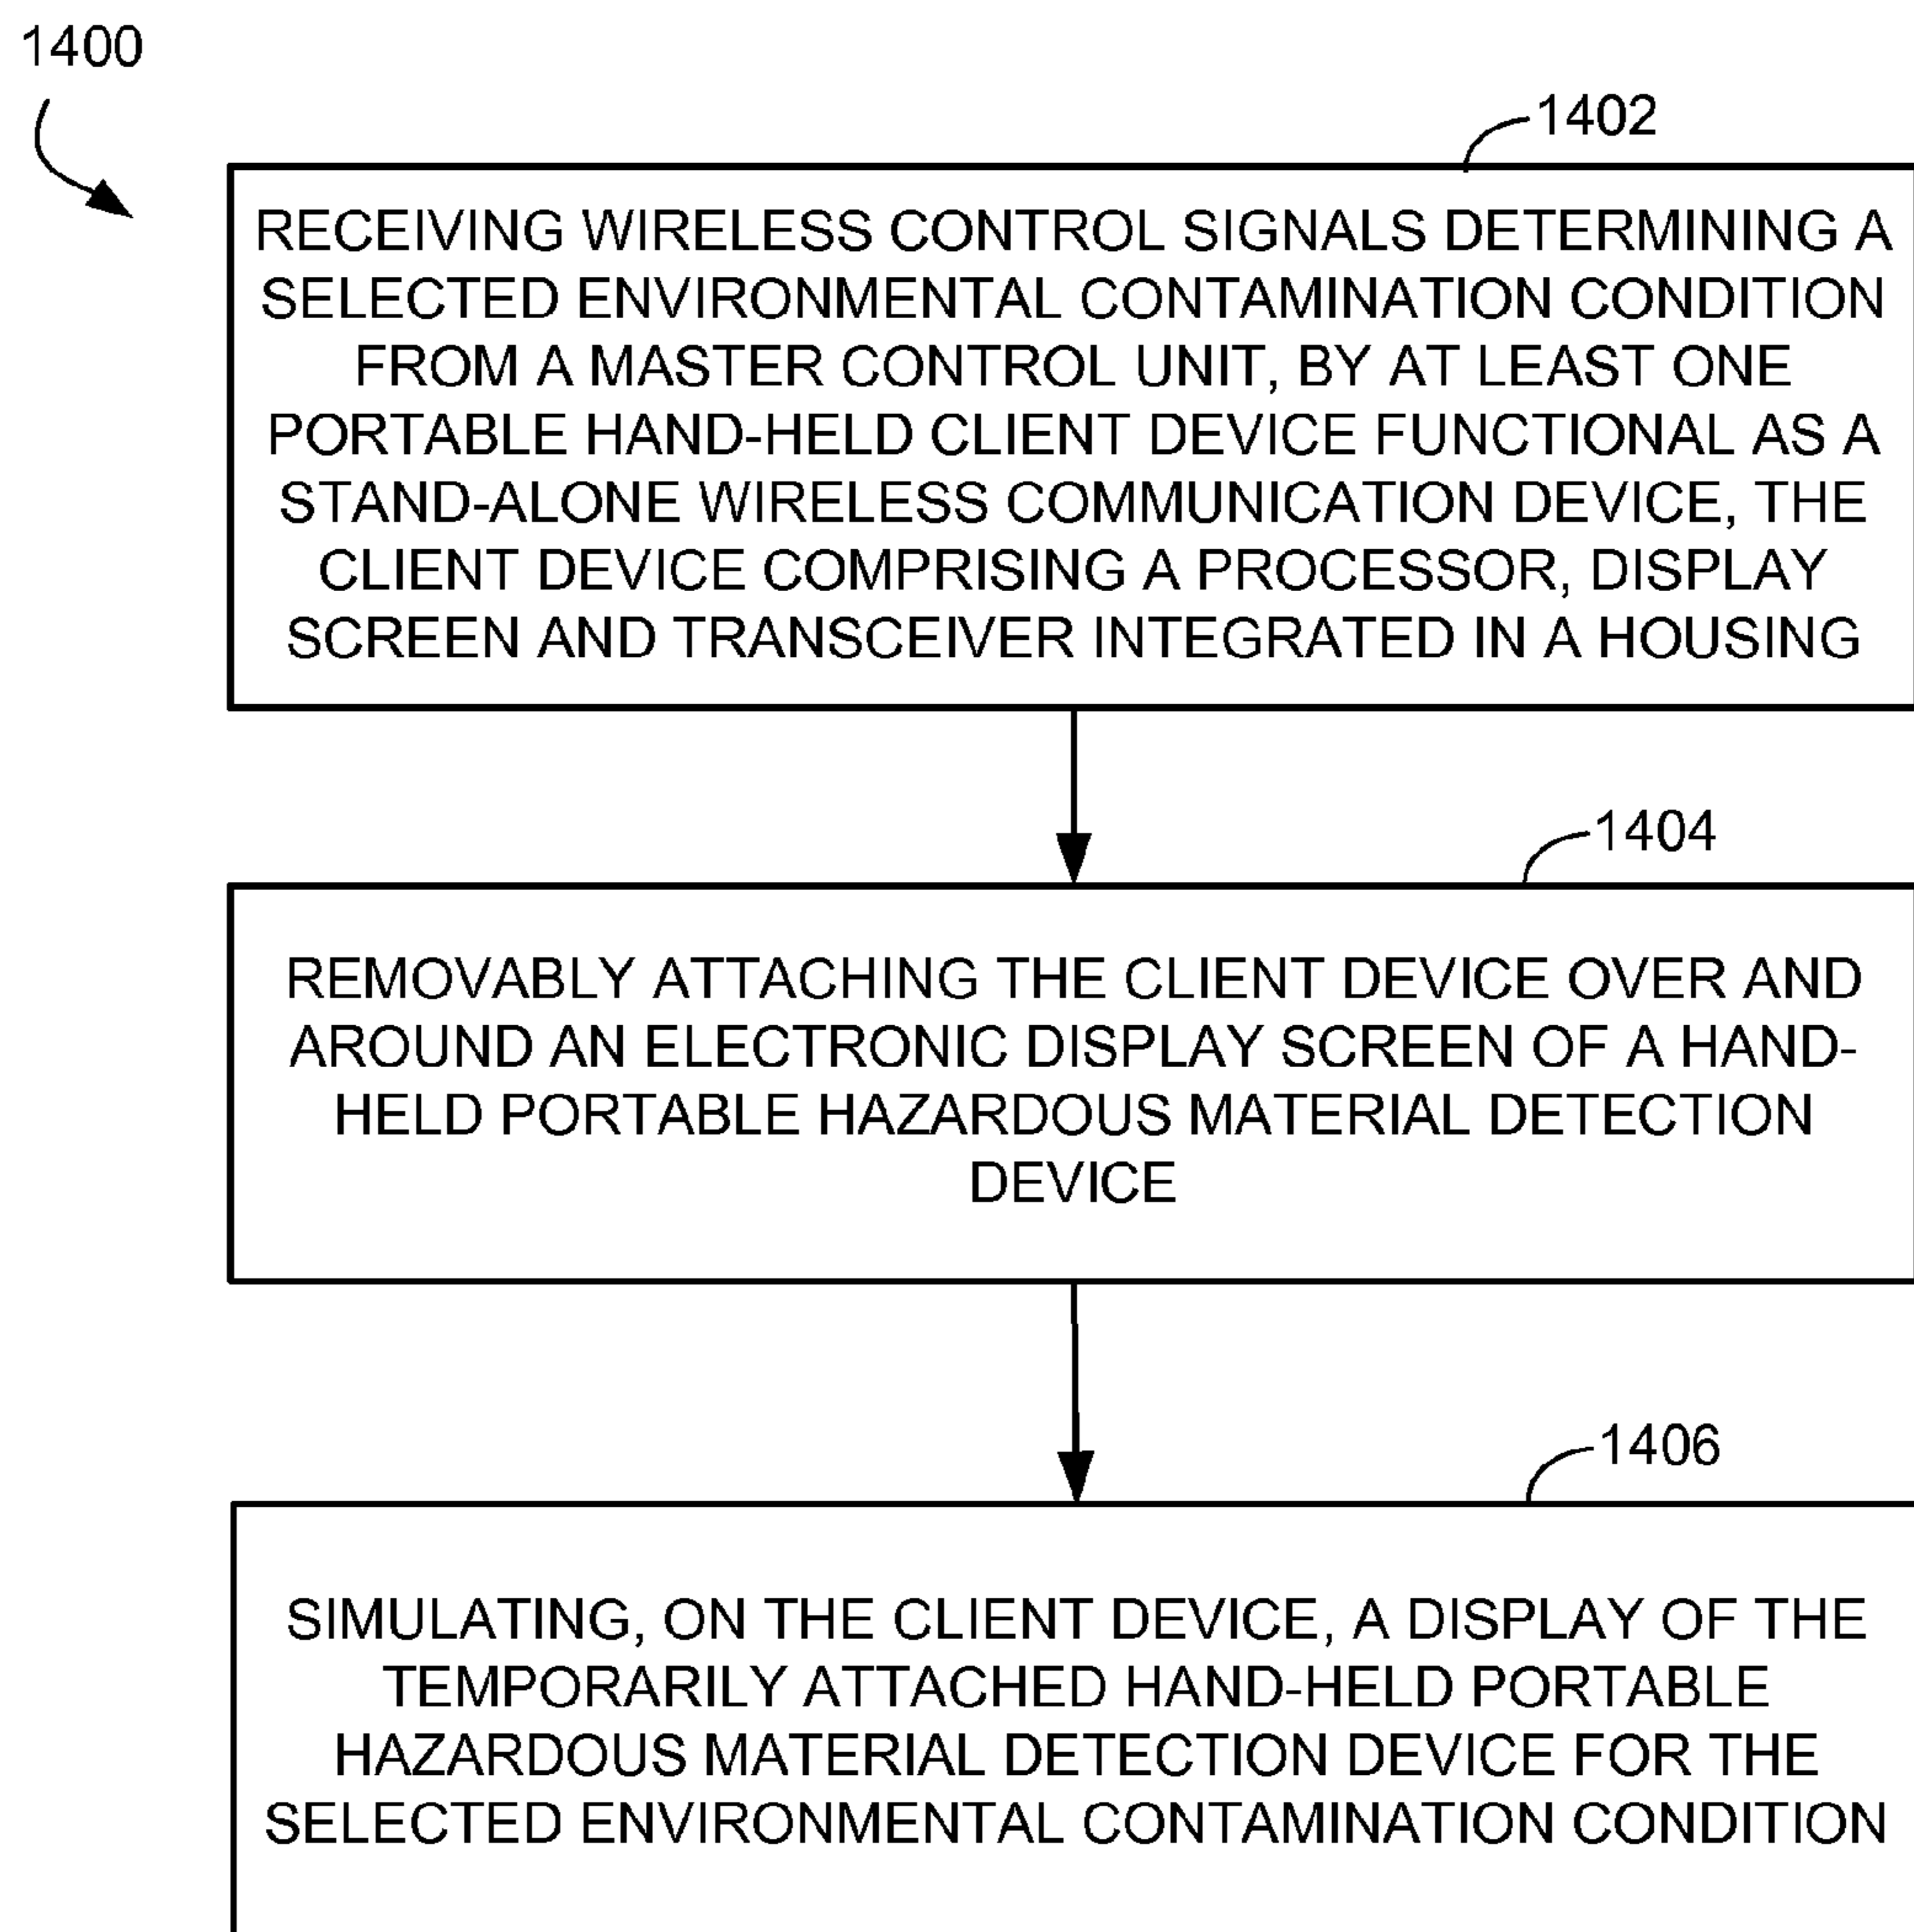 1400
1402
RECEIVING WIRELESS CONTROL SIGNALS DETERMINING A
SELECTED ENVIRONMENTAL CONTAMINATION CONDITION
FROM A MASTER CONTROL UNIT, BY AT LEAST ONE
PORTABLE HAND-HELD CLIENT DEVICE FUNCTIONAL AS A
STAND-ALONE WIRELESS COMMUNICATION DEVICE, THE
CLIENT DEVICE COMPRISING A PROCESSOR, DISPLAY
SCREEN AND TRANSCEIVER INTEGRATED IN A HOUSING
1404
REMOVABLY ATTACHING THE CLIENT DEVICE OVER AND
AROUND AN ELECTRONIC DISPLAY SCREEN OF A HAND-
HELD PORTABLE HAZARDOUS MATERIAL DETECTION
DEVICE
1406
SIMULATING, ON THE CLIENT DEVICE, A DISPLAY OF THE
TEMPORARILY ATTACHED HAND-HELD PORTABLE
HAZARDOUS MATERIAL DETECTION DEVICE FOR THE
SELECTED ENVIRONMENTAL CONTAMINATION CONDITION